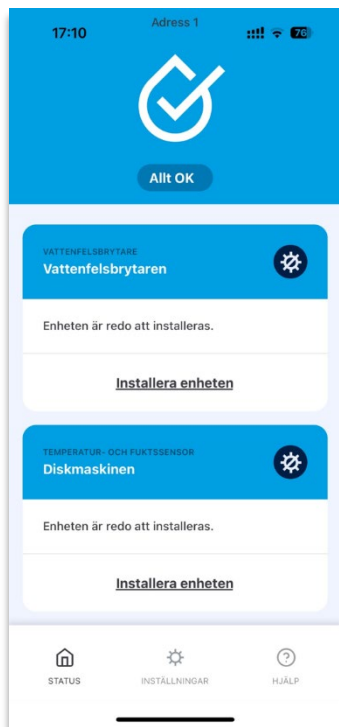 17:10
Adress 1
76
Allt OK
VATTENFELSBRYTARE
Vattenfelsbrytaren
Enheten är redo att installeras.
Installera enheten
TEMPERATUR- OCH FUKTSSENSOR
Diskmaskinen
Enheten är redo att installeras.
Installera enheten
STATUS
INSTÄLLNINGAR
HJÄLP